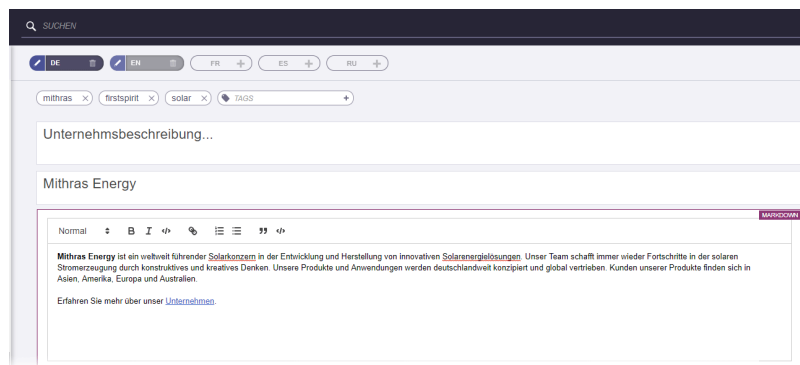 SUCHEN
DE EN FR ES RU
mithras firstspirit solar TAGS
Unternehmsbeschreibung...
Mithras Energy
MARKDOWN
Normal B I
Mithras Energy ist ein weltweit führender Solarkonzern in der Entwicklung und Herstellung von innovativen Solarenergielösungen. Unser Team schafft immer wieder Fortschritte in der solaren
Stromerzeugung durch konstruktives und kreatives Denken. Unsere Produkte und Anwendungen werden deutschlandweit konzipiert und global vertrieben. Kunden unserer Produkte finden sich in
Asien, Amerika, Europa und Australien.
Erfahren Sie mehr über unser Unternehmen.